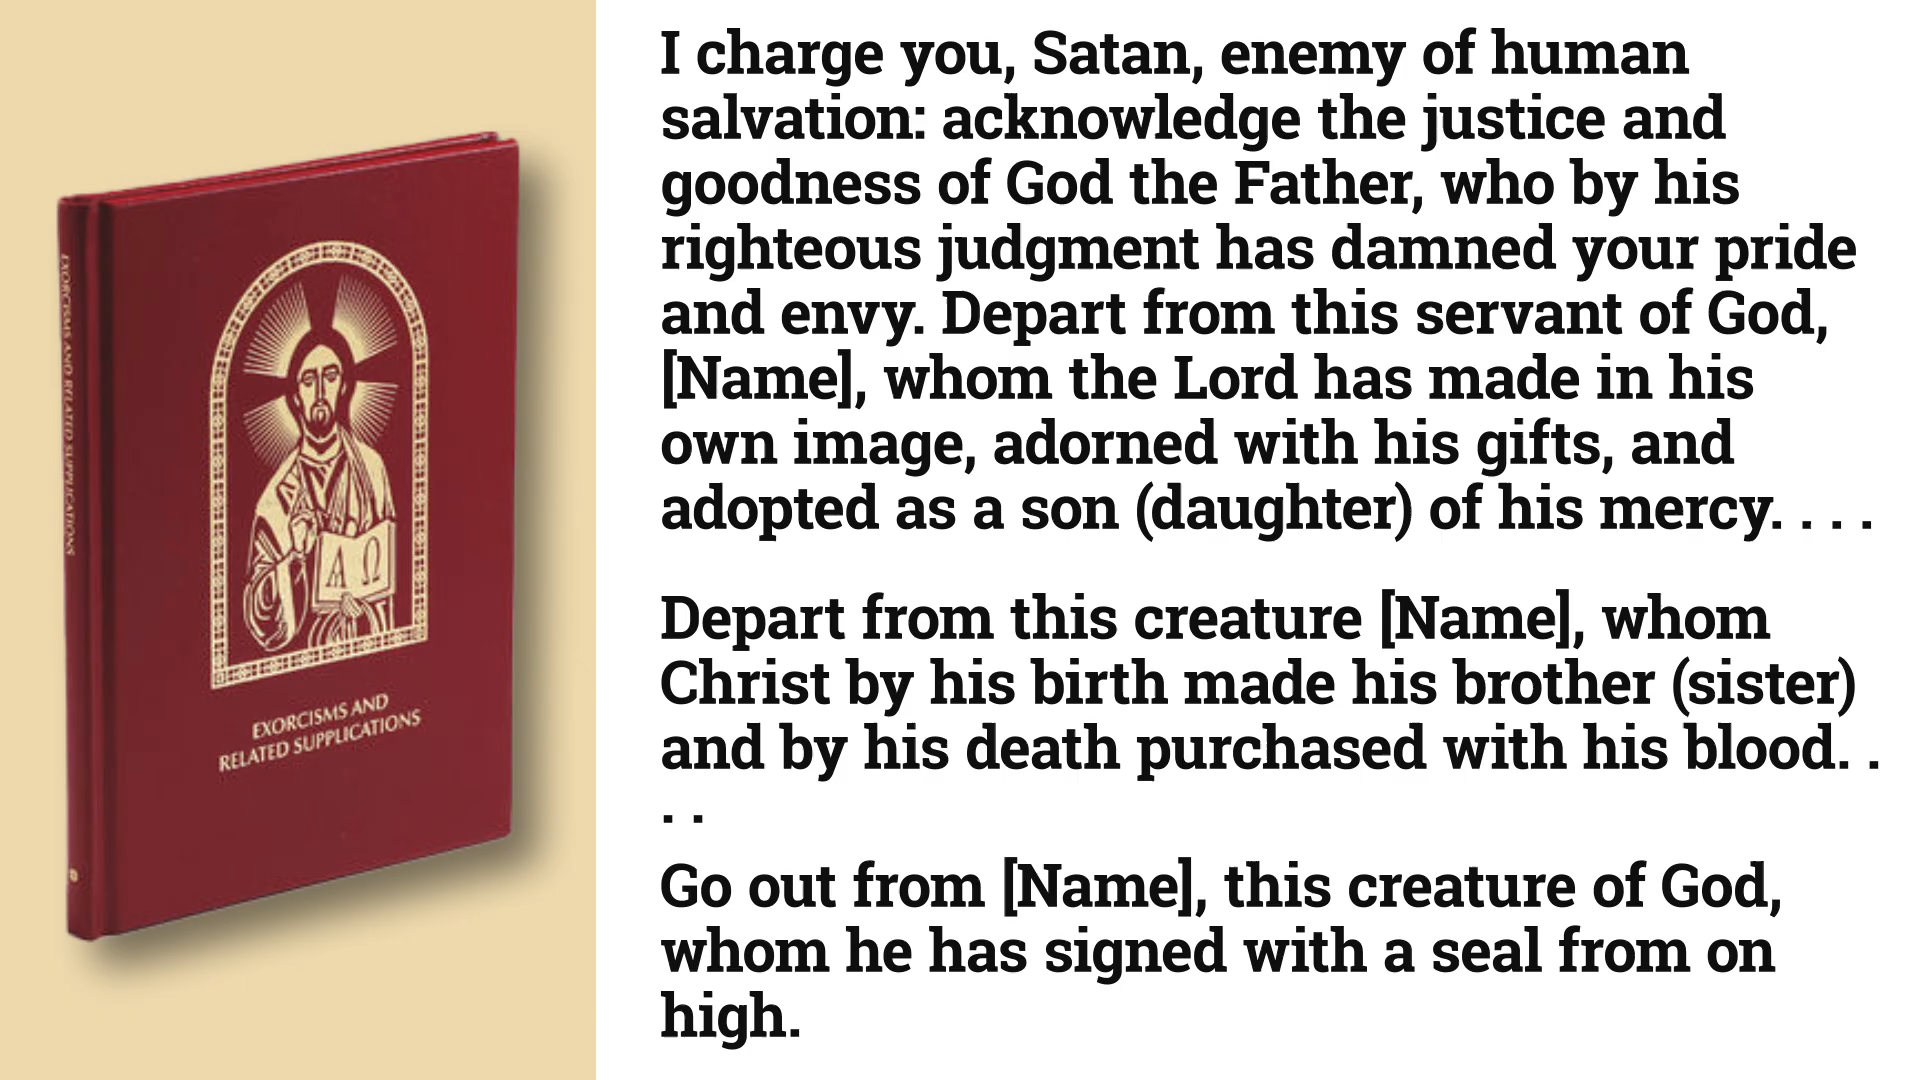 EXORCISMS AND RELATED SUPPLICATIONS
Α Ω
EXORCISMS AND
RELATED SUPPLICATIONS
I charge you, Satan, enemy of human
salvation: acknowledge the justice and
goodness of God the Father, who by his
righteous judgment has damned your pride
and envy. Depart from this servant of God,
[Name], whom the Lord has made in his
own image, adorned with his gifts, and
adopted as a son (daughter) of his mercy. . . .
Depart from this creature [Name], whom
Christ by his birth made his brother (sister)
and by his death purchased with his blood. .
. .
Go out from [Name], this creature of God,
whom he has signed with a seal from on
high.